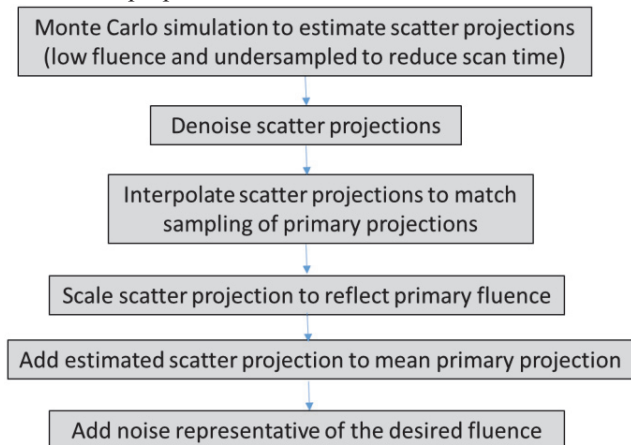 Monte Carlo simulation to estimate scatter projections
(low fluence and undersampled to reduce scan time)
Denoise scatter projections
Interpolate scatter projections to match
sampling of primary projections
Scale scatter projection to reflect primary fluence
Add estimated scatter projection to mean primary projection
Add noise representative of the desired fluence